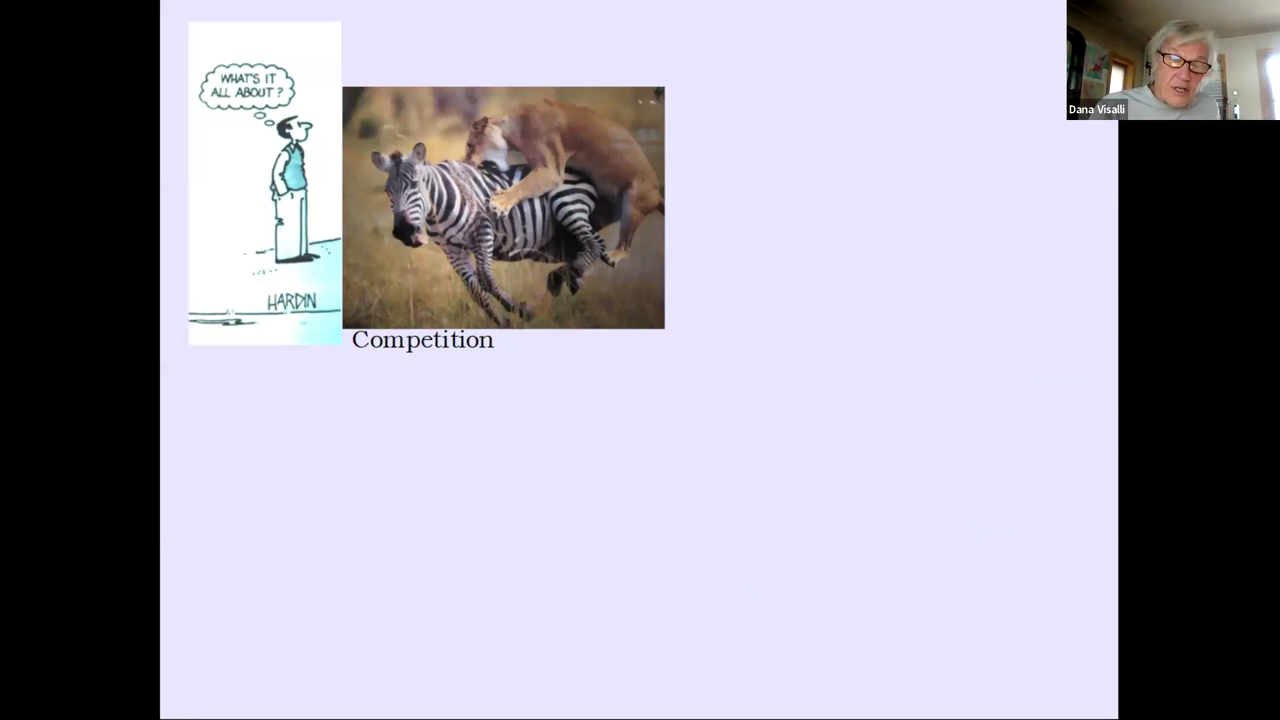 WHAT'S IT
ALL ABOUT?
HARDIN
Competition
Dana Visalli